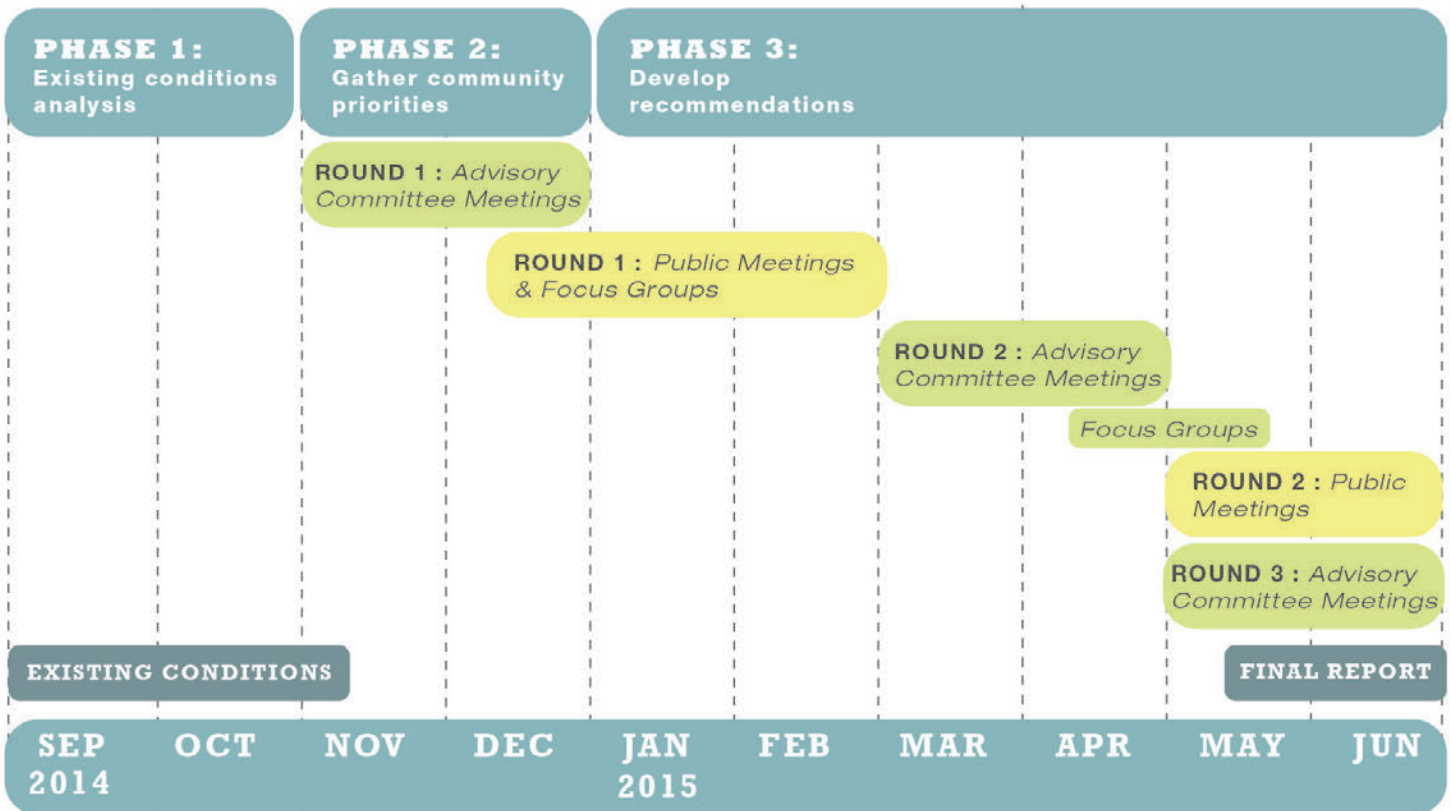 PHASE 1:
Existing conditions
analysis
PHASE 2:
Gather community
priorities
PHASE 3:
Develop
recommendations
ROUND 1 : Advisory
Committee Meetings
ROUND 1 : Public Meetings
& Focus Groups
ROUND 2 : Advisory
Committee Meetings
Focus Groups
ROUND 2 : Public
Meetings
ROUND 3 : Advisory
Committee Meetings
EXISTING CONDITIONS
FINAL REPORT
SEP OCT NOV DEC JAN FEB MAR APR MAY JUN
2014 2015